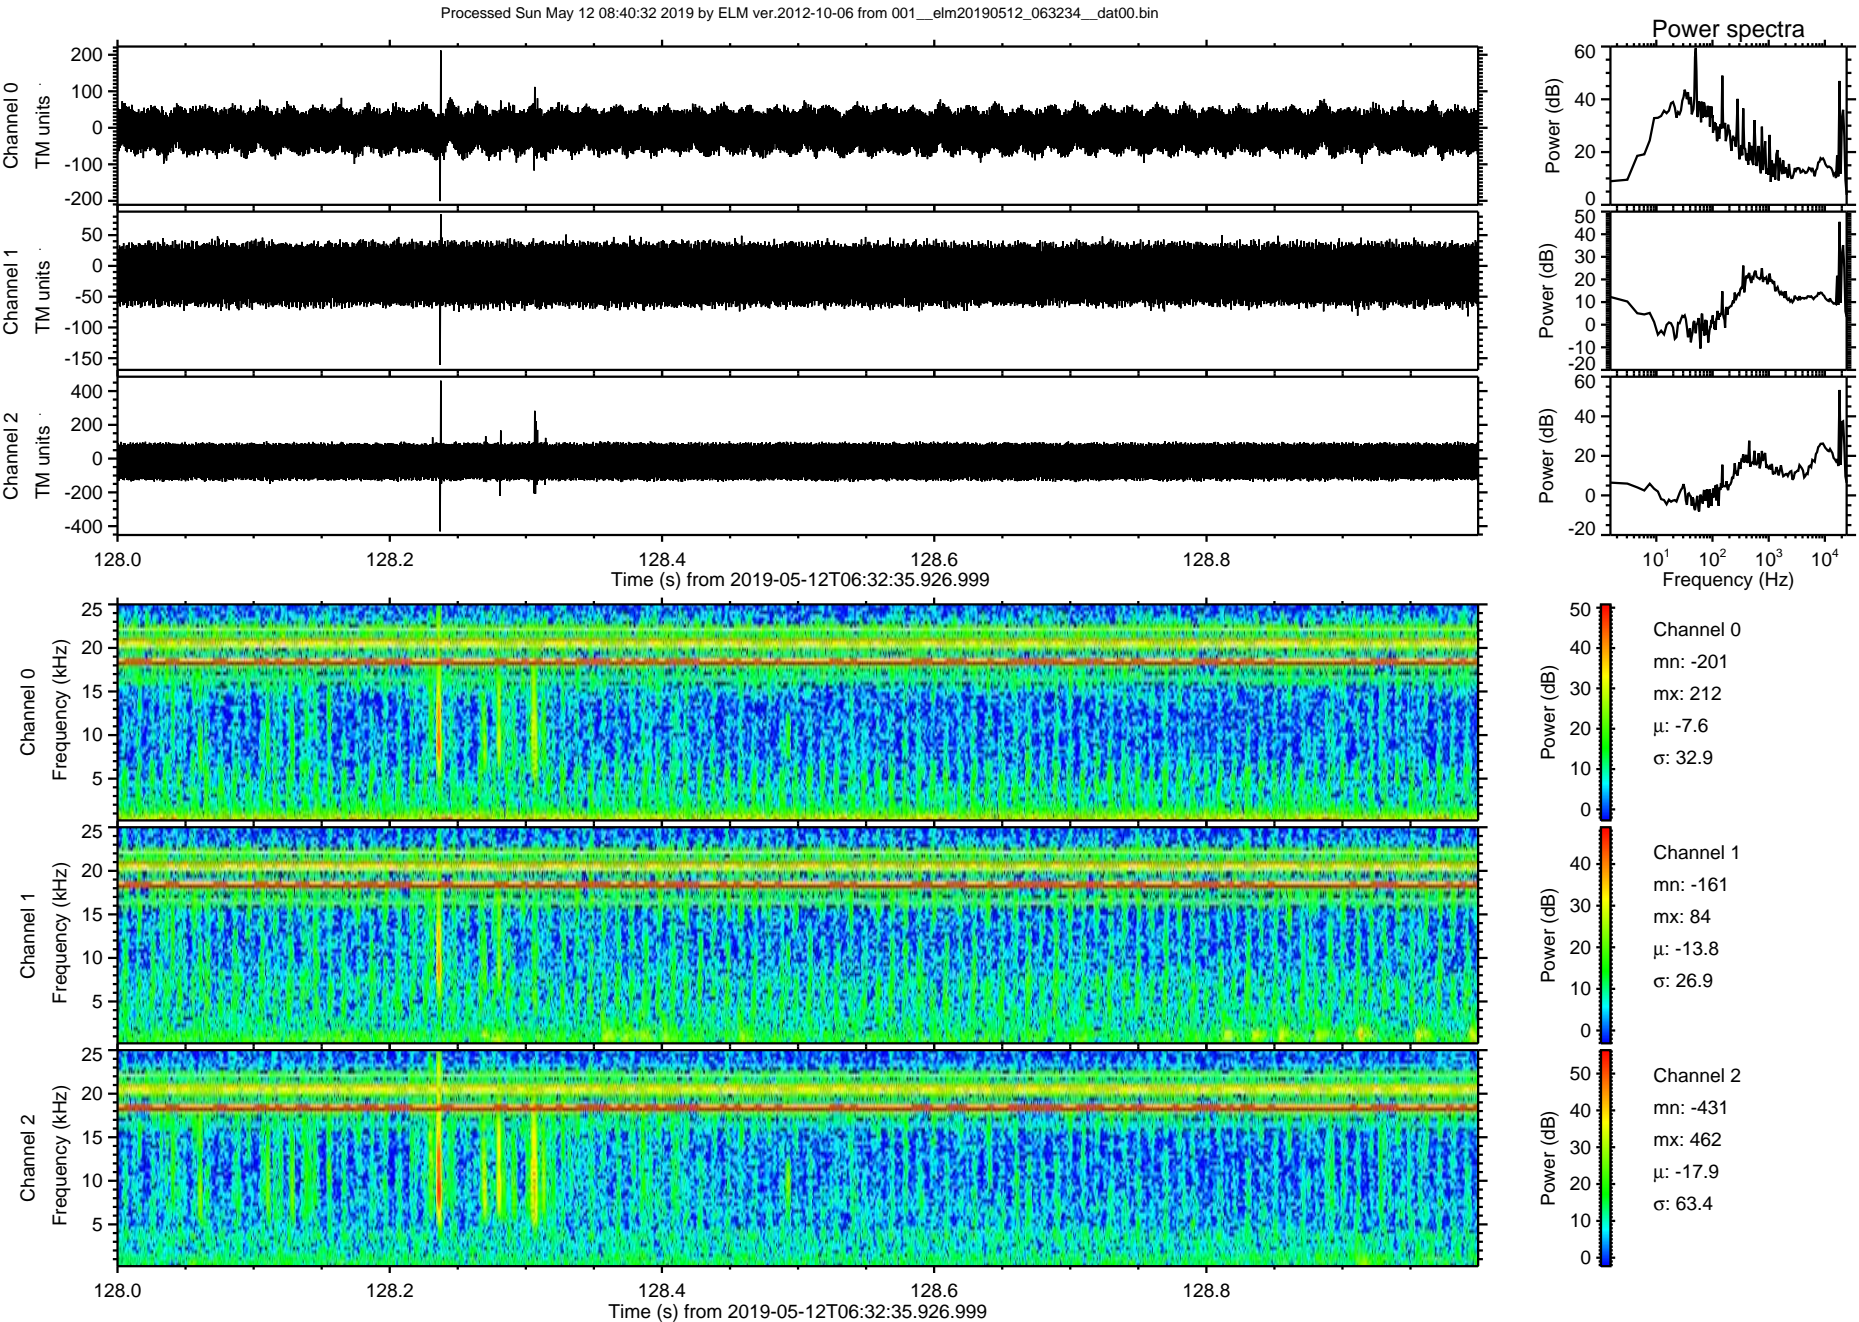 Processed Sun May 12 08:40:32 2019 by ELM ver.2012-10-06 from 001__elm20190512_063234__dat00.bin
Power spectra
Channel 0
TM units
200
100
0
-100
-200
Power (dB)
60
40
20
0
Channel 1
TM units
50
0
-50
-100
-150
Power (dB)
50
40
30
20
10
0
-10
-20
Channel 2
TM units
400
200
0
-200
-400
Power (dB)
60
40
20
0
-20
128.0 128.2 128.4 128.6 128.8
Time (s) from 2019-05-12T06:32:35.926.999
10¹ 10² 10³ 10⁴
Frequency (Hz)
Channel 0
Frequency (kHz)
25
20
15
10
5
Power (dB)
50
40
30
20
10
0
Channel 0
mn: -201
mx: 212
μ: -7.6
σ: 32.9
Channel 1
Frequency (kHz)
25
20
15
10
5
Power (dB)
40
30
20
10
0
Channel 1
mn: -161
mx: 84
μ: -13.8
σ: 26.9
Channel 2
Frequency (kHz)
25
20
15
10
5
Power (dB)
50
40
30
20
10
0
Channel 2
mn: -431
mx: 462
μ: -17.9
σ: 63.4
128.0 128.2 128.4 128.6 128.8
Time (s) from 2019-05-12T06:32:35.926.999